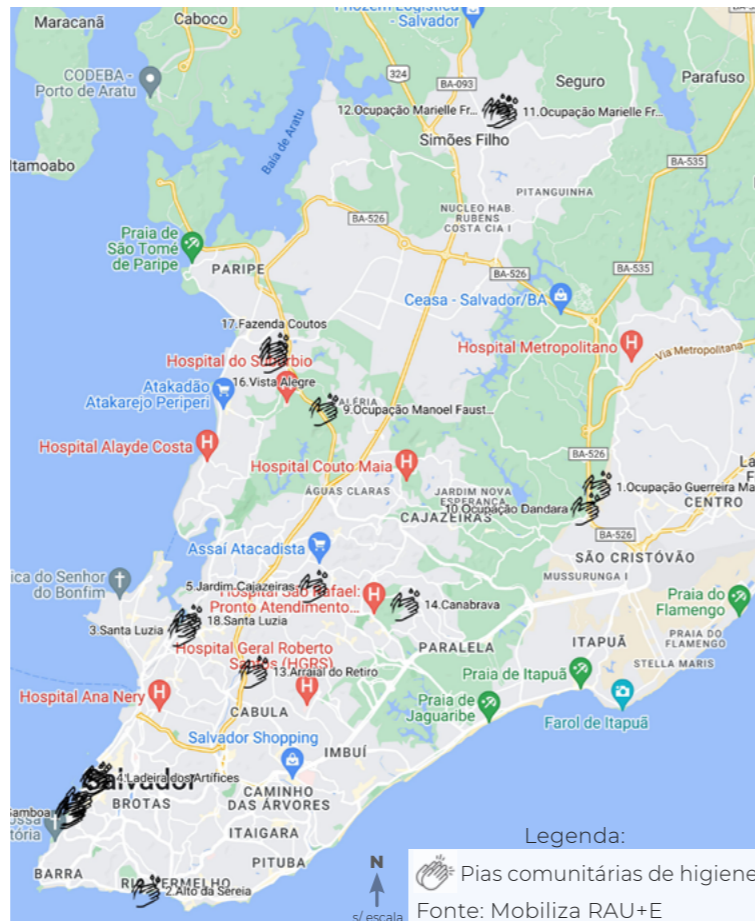 Maracanã
Caboco
Prozem Logística
- Salvador
CODEBA -
Porto de Aratu
324
BA-093
Seguro
Parafuso
Baía de Aratu
12.Ocupação Marielle Fr...
11.Ocupação Marielle Fr...
Simões Filho
Itamoabo
BA-535
PITANGUINHA
NUCLEO HAB.
RUBENS
COSTA CIA I
BA-526
Praia de
São Tomé
de Paripe
PARIPE
BA-526
BA-535
Ceasa - Salvador/BA
17.Fazenda Coutos
Hospital Metropolitano
Via Metropolitana
Hospital do Subúrbio
16.Vista Alegre
Atakadão
Atakarejo Periperi
9.Ocupação Manoel Faust...
Hospital Alayde Costa
BA-526
Hospital Couto Maia
ÁGUAS CLARAS
JARDIM NOVA
ESPERANÇA
1.Ocupação Guerreira Ma
CENTRO
10.Ocupação Dandara
CAJAZEIRAS
BA-526
Assaí Atacadista
SÃO CRISTÓVÃO
MUSSURUNGA I
ica do Senhor
do Bonfim
5.Jardim Cajazeiras
Hospital São Rafael:
Pronto Atendimento...
14.Canabrava
Praia do
Flamengo
3.Santa Luzia
18.Santa Luzia
PARALELA
ITAPUÃ
PRAIA DO
FLAMENGO
STELLA MARIS
Hospital Geral Roberto
Santos (HGRS)
13.Arraial do Retiro
Praia de Itapuã
Hospital Ana Nery
CABULA
Praia de
Jaguaribe
Farol de Itapuã
Salvador Shopping
IMBUÍ
4.Ladeira dos Artífices
Salvador
BROTAS
CAMINHO
DAS ÁRVORES
Gamboa
tória
ITAIGARA
PITUBA
BARRA
RIO VERMELHO
2.Alto da Sereia
N
s/ escala
Legenda:
Pias comunitárias de higiene
Fonte: Mobiliza RAU+E